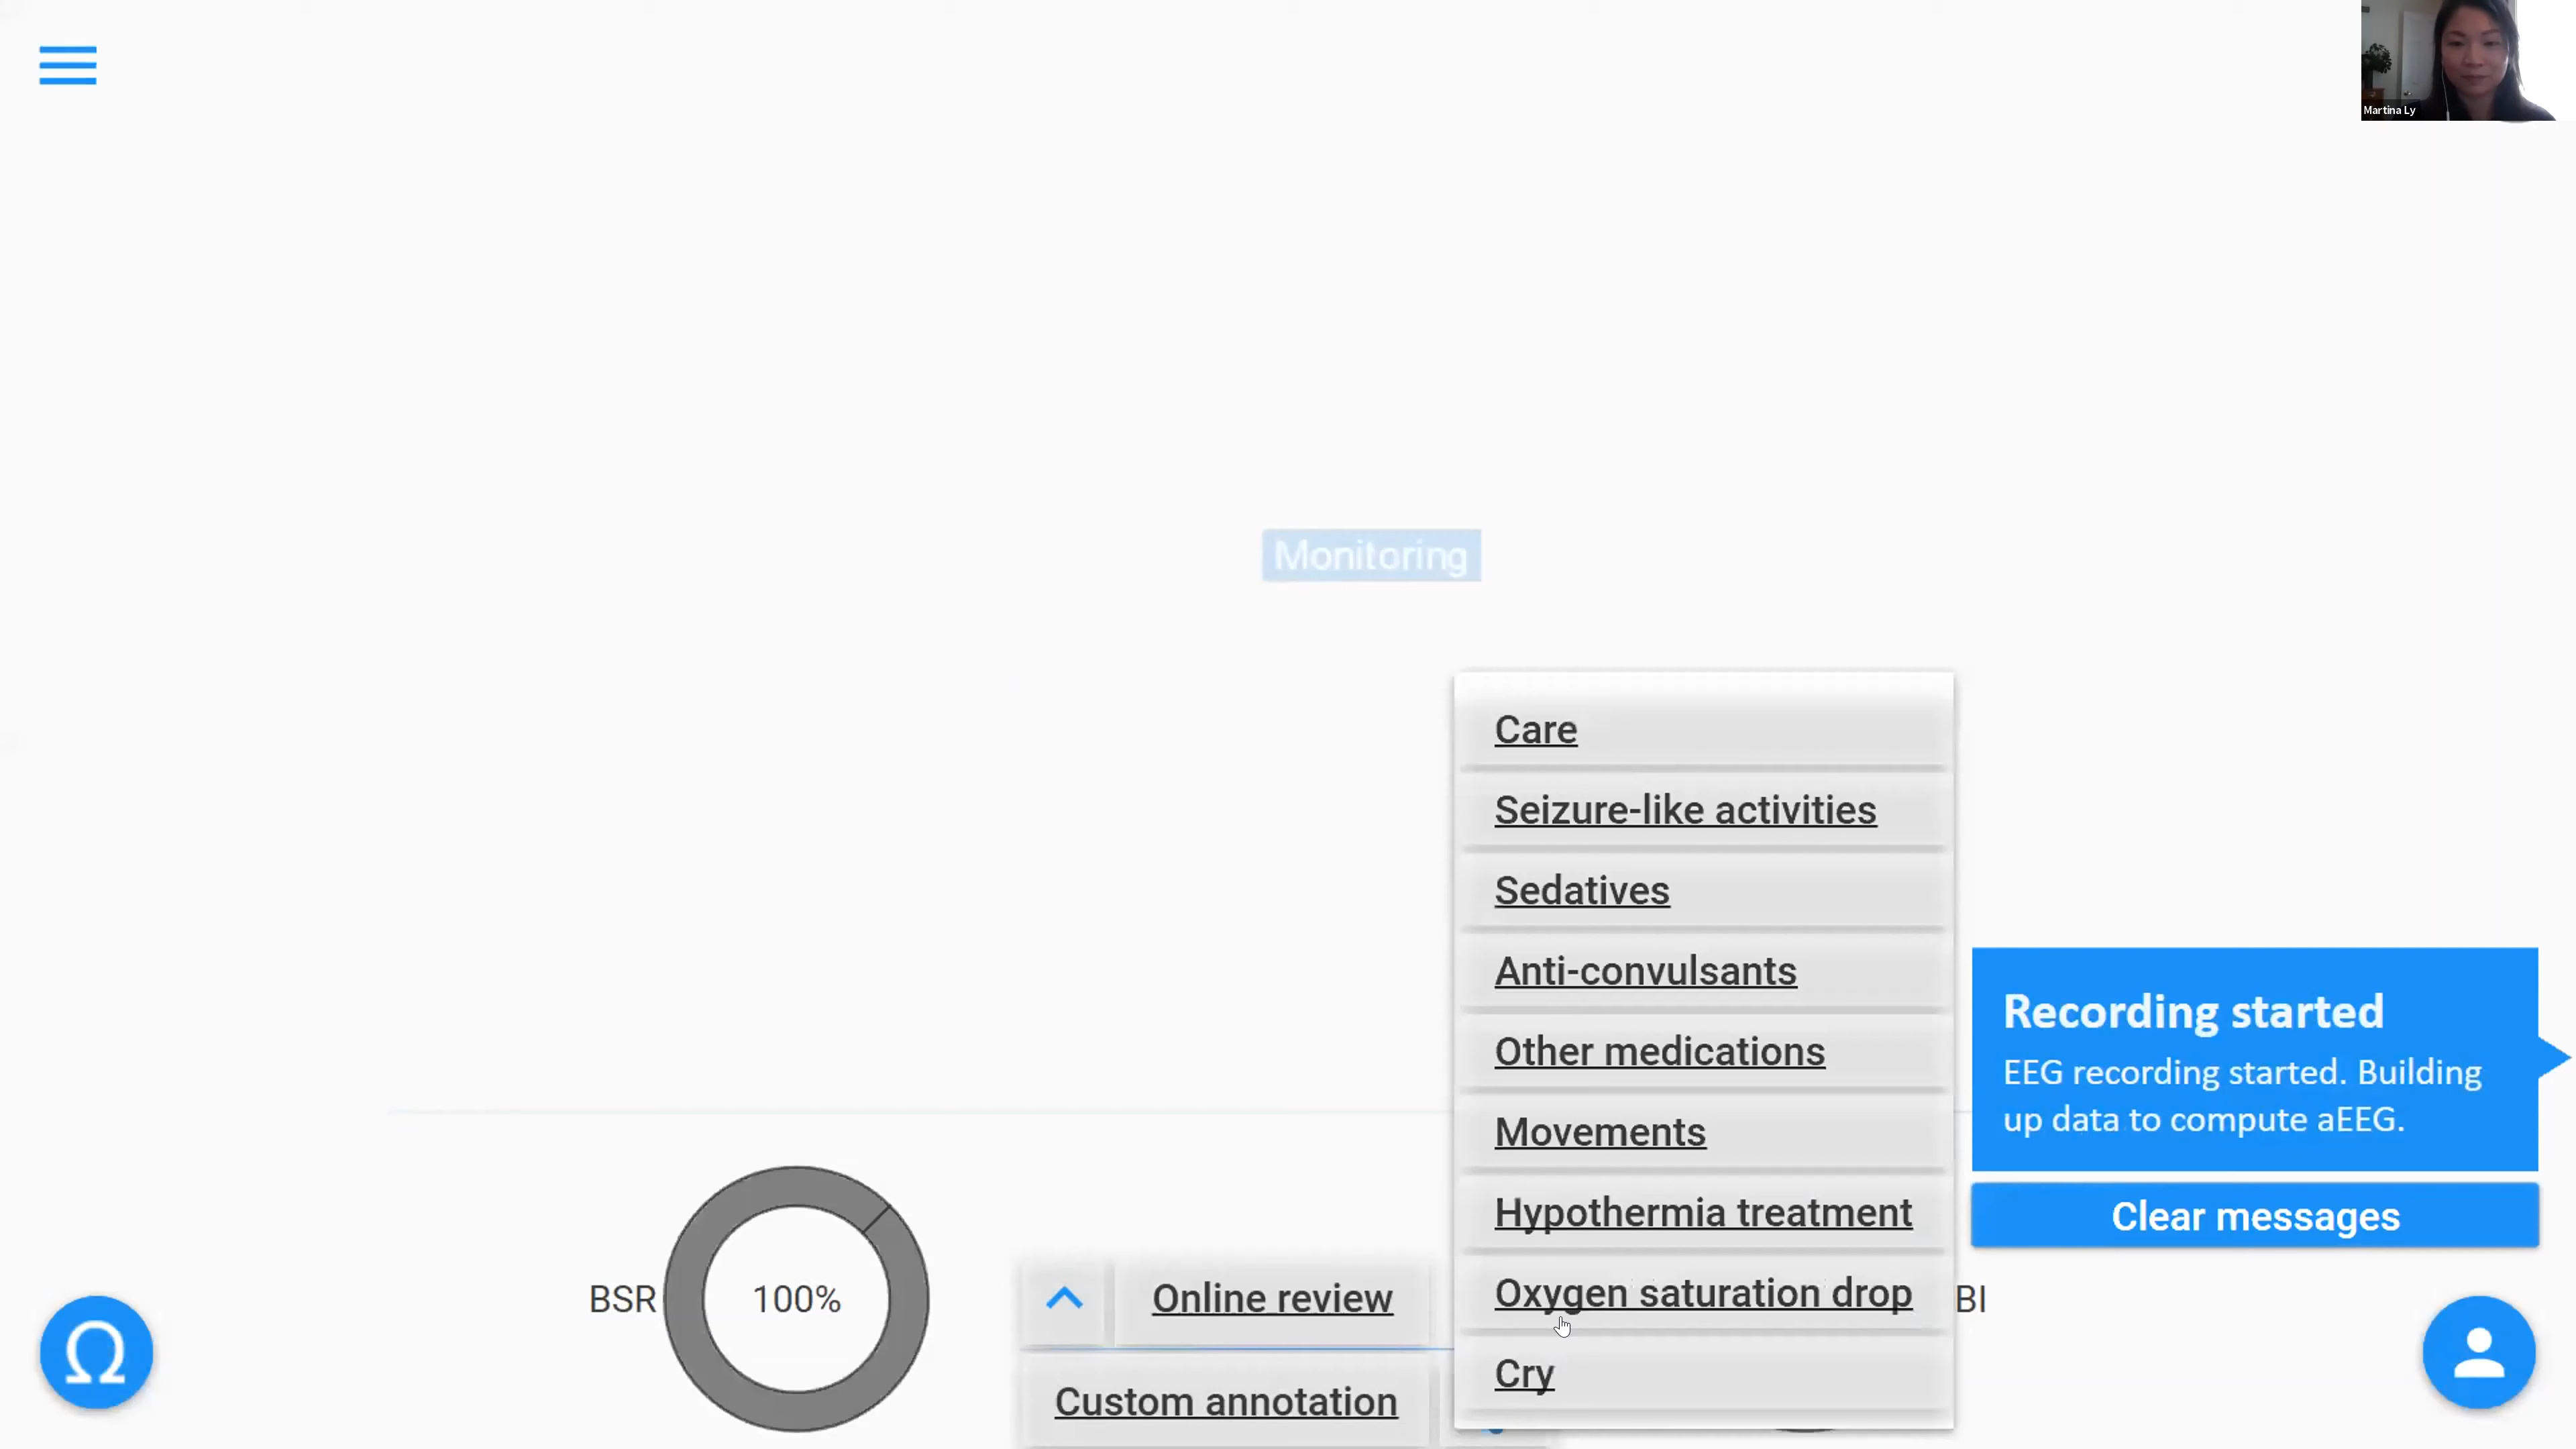 Martina Ly
Monitoring
Care
Seizure-like activities
Sedatives
Anti-convulsants
Other medications
Movements
Hypothermia treatment
Oxygen saturation drop
Cry
Recording started
EEG recording started. Building
up data to compute aEEG.
Clear messages
BSR
100%
Online review
Custom annotation
BI
Ω